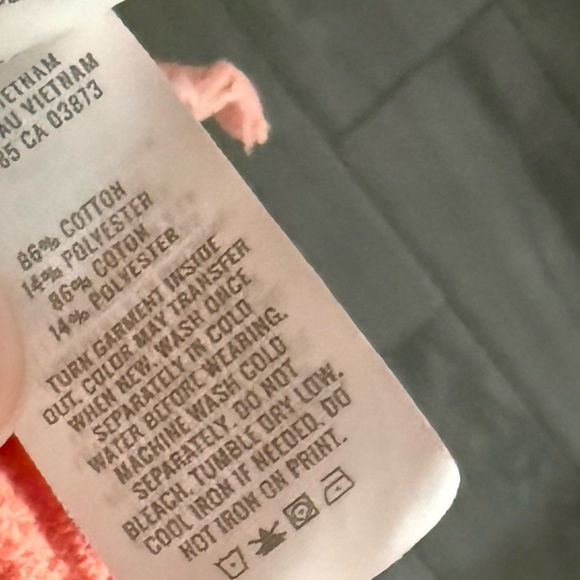 VIETNAM
AU VIETNAM
85 CA 03873
86% COTTON
14% POLYESTER
86% COTON
14% POLYESTER
TURN GARMENT INSIDE
OUT. COLOR MAY TRANSFER
WHEN NEW. WASH ONCE
SEPARATELY IN COLD
WATER BEFORE WEARING.
MACHINE WASH COLD
SEPARATELY. DO NOT
BLEACH. TUMBLE DRY LOW.
COOL IRON IF NEEDED. DO
NOT IRON ON PRINT.